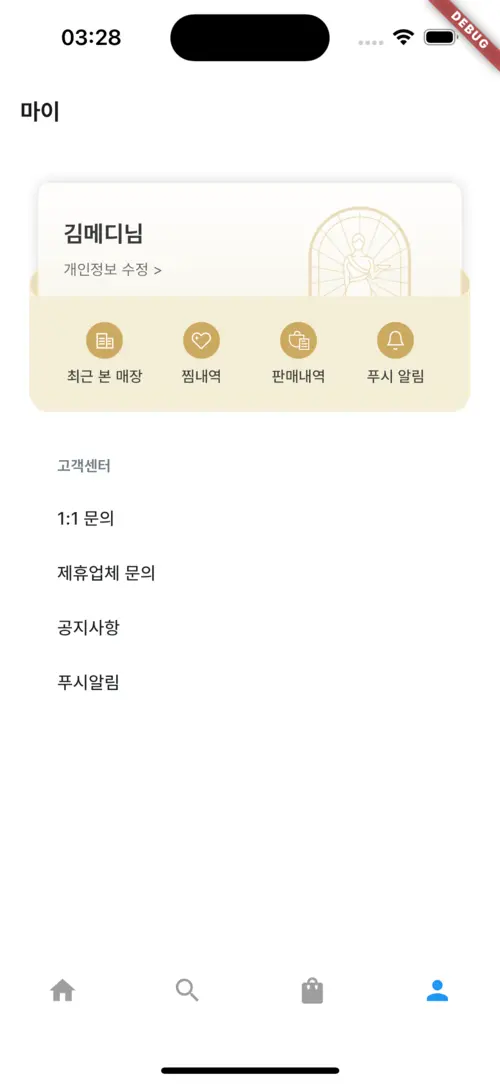 03:28
DEBUG
마이
김메디님
개인정보 수정 >
최근 본 매장 찜내역 판매내역 푸시 알림
고객센터
1:1 문의
제휴업체 문의
공지사항
푸시알림